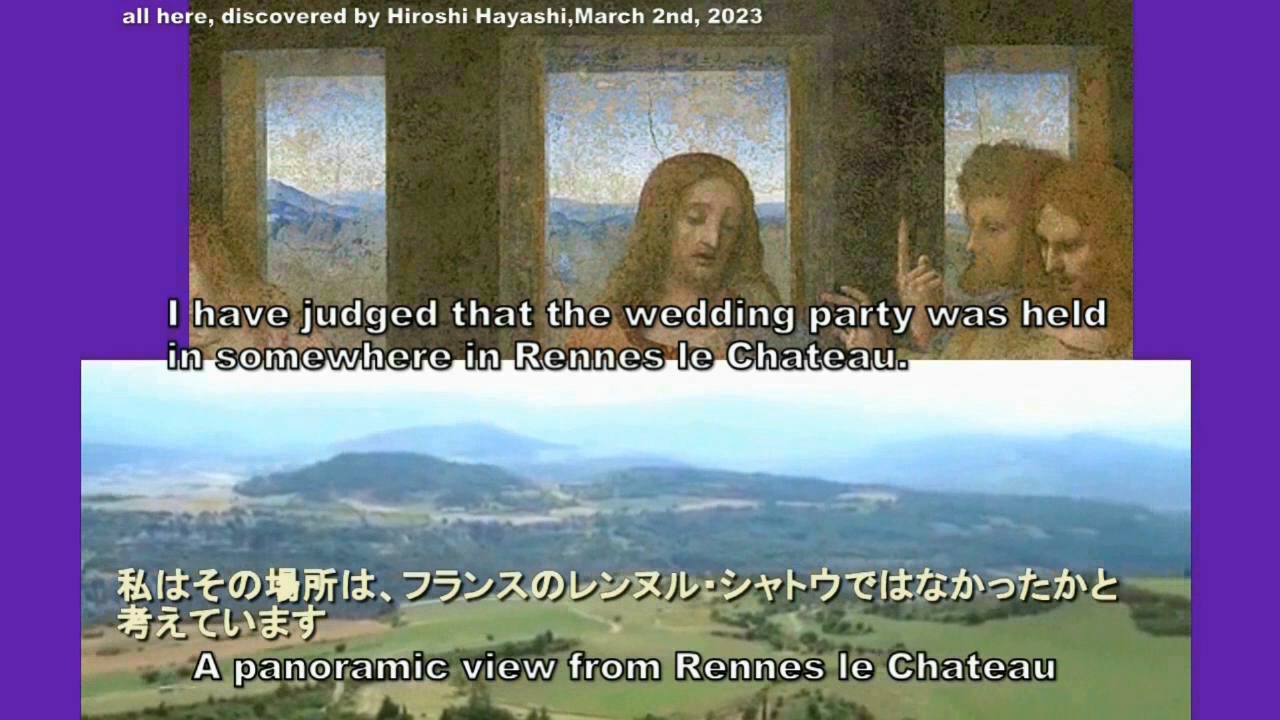 all here, discovered by Hiroshi Hayashi,March 2nd, 2023
I have judged that the wedding party was held
in somewhere in Rennes le Chateau.
私はその場所は、フランスのレンヌル・シャトウではなかったかと
考えています
A panoramic view from Rennes le Chateau